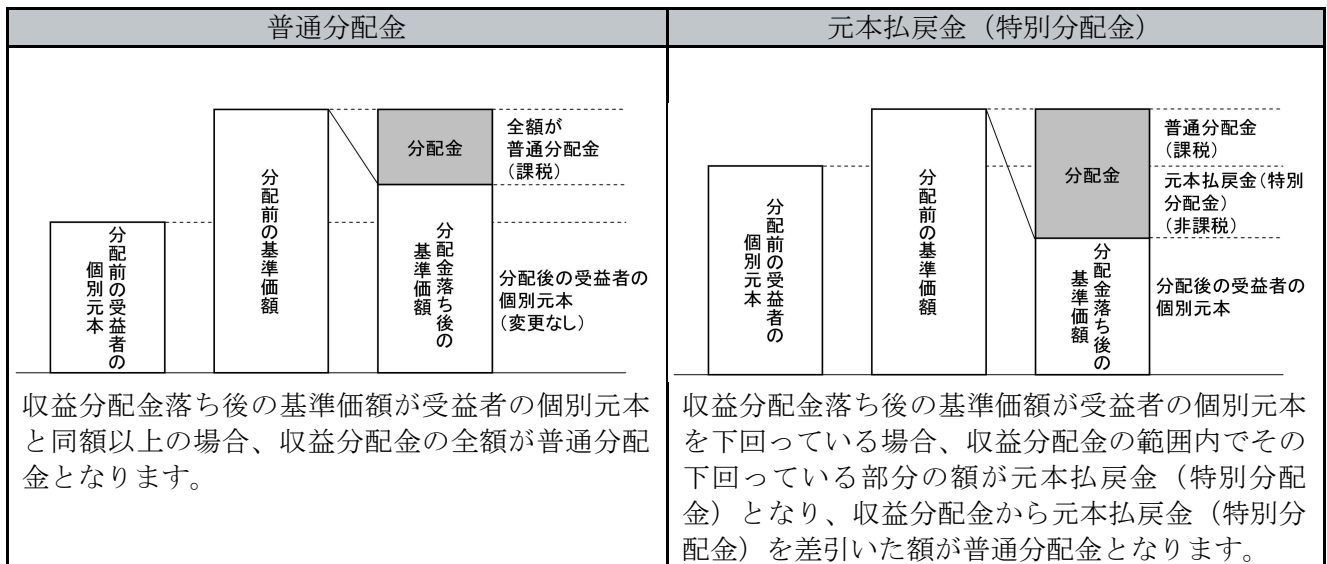 普通分配金
分配前の受益者の
個別元本
分配前の基準価額
分配金
分配金落ち後の
基準価額
全額が
普通分配金
(課税)
分配後の受益者の
個別元本
(変更なし)
収益分配金落ち後の基準価額が受益者の個別元本
と同額以上の場合、収益分配金の全額が普通分配
金となります。
元本払戻金（特別分配金）
分配前の受益者の
個別元本
分配前の基準価額
分配金
分配金落ち後の
基準価額
普通分配金
(課税)
元本払戻金(特別
分配金)
(非課税)
分配後の受益者の
個別元本
収益分配金落ち後の基準価額が受益者の個別元本
を下回っている場合、収益分配金の範囲内でその
下回っている部分の額が元本払戻金（特別分配
金）となり、収益分配金から元本払戻金（特別分
配金）を差引いた額が普通分配金となります。